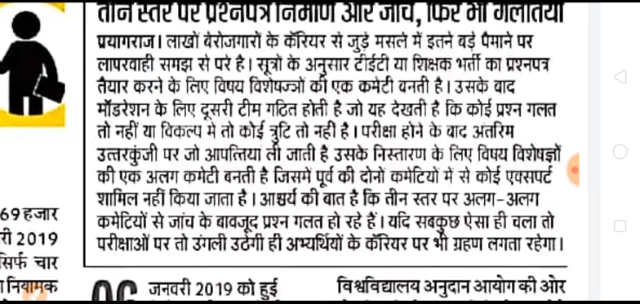 तीन स्तर पर प्रश्नपत्र निर्माण और जांच, फिर भी गलतियां
प्रयागराज। लाखों बेरोजगारों के कॅरियर से जुड़े मसले में इतने बड़े पैमाने पर
लापरवाही समझ से परे है। सूत्रों के अनुसार टीईटी या शिक्षक भर्ती का प्रश्नपत्र
तैयार करने के लिए विषय विशेषज्ञों की एक कमेटी बनती है। उसके बाद
मॉडरेशन के लिए दूसरी टीम गठित होती है जो यह देखती है कि कोई प्रश्न गलत
तो नहीं या विकल्प मे तो कोई त्रुटि तो नही है। परीक्षा होने के बाद अंतरिम
उत्तरकुंजी पर जो आपत्तियां ली जाती है उसके निस्तारण के लिए विषय विशेषज्ञों
की एक अलग कमेटी बनती है जिसमें पूर्व की दोनों कमेटियों में से कोई एक्सपर्ट
शामिल नहीं किया जाता है। आश्चर्य की बात है कि तीन स्तर पर अलग-अलग
कमेटियों से जांच के बावजूद प्रश्न गलत हो रहे हैं। यदि सबकुछ ऐसा ही चला तो
परीक्षाओं पर तो उंगली उठेगी ही अभ्यर्थियों के कॅरियर पर भी ग्रहण लगता रहेगा।
69 हजार
री 2019
सिर्फ चार
नियामक
06 जनवरी 2019 को हुई
विश्वविद्यालय अनुदान आयोग की ओर